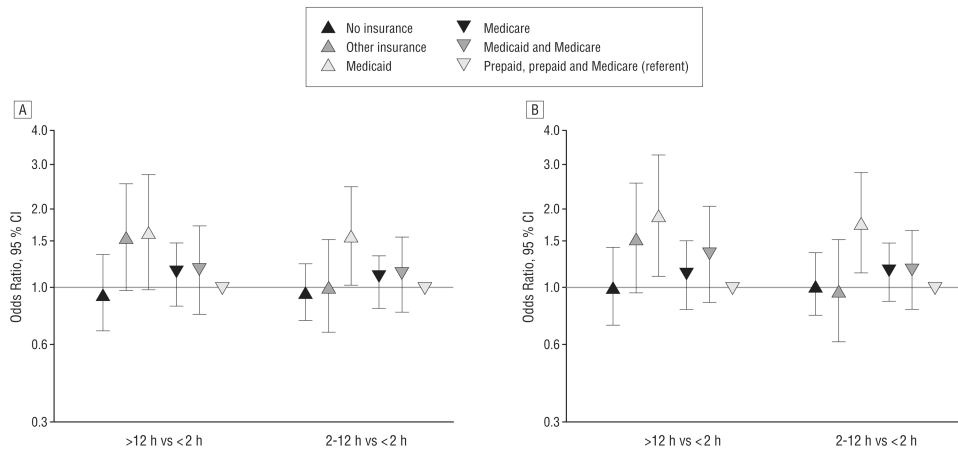 No insurance
Other insurance
Medicaid
Medicare
Medicaid and Medicare
Prepaid, prepaid and Medicare (referent)
A
Odds Ratio, 95 % CI
4.0
3.0
2.0
1.5
1.0
0.6
0.3
>12 h vs <2 h
2-12 h vs <2 h
B
Odds Ratio, 95 % CI
4.0
3.0
2.0
1.5
1.0
0.6
0.3
>12 h vs <2 h
2-12 h vs <2 h